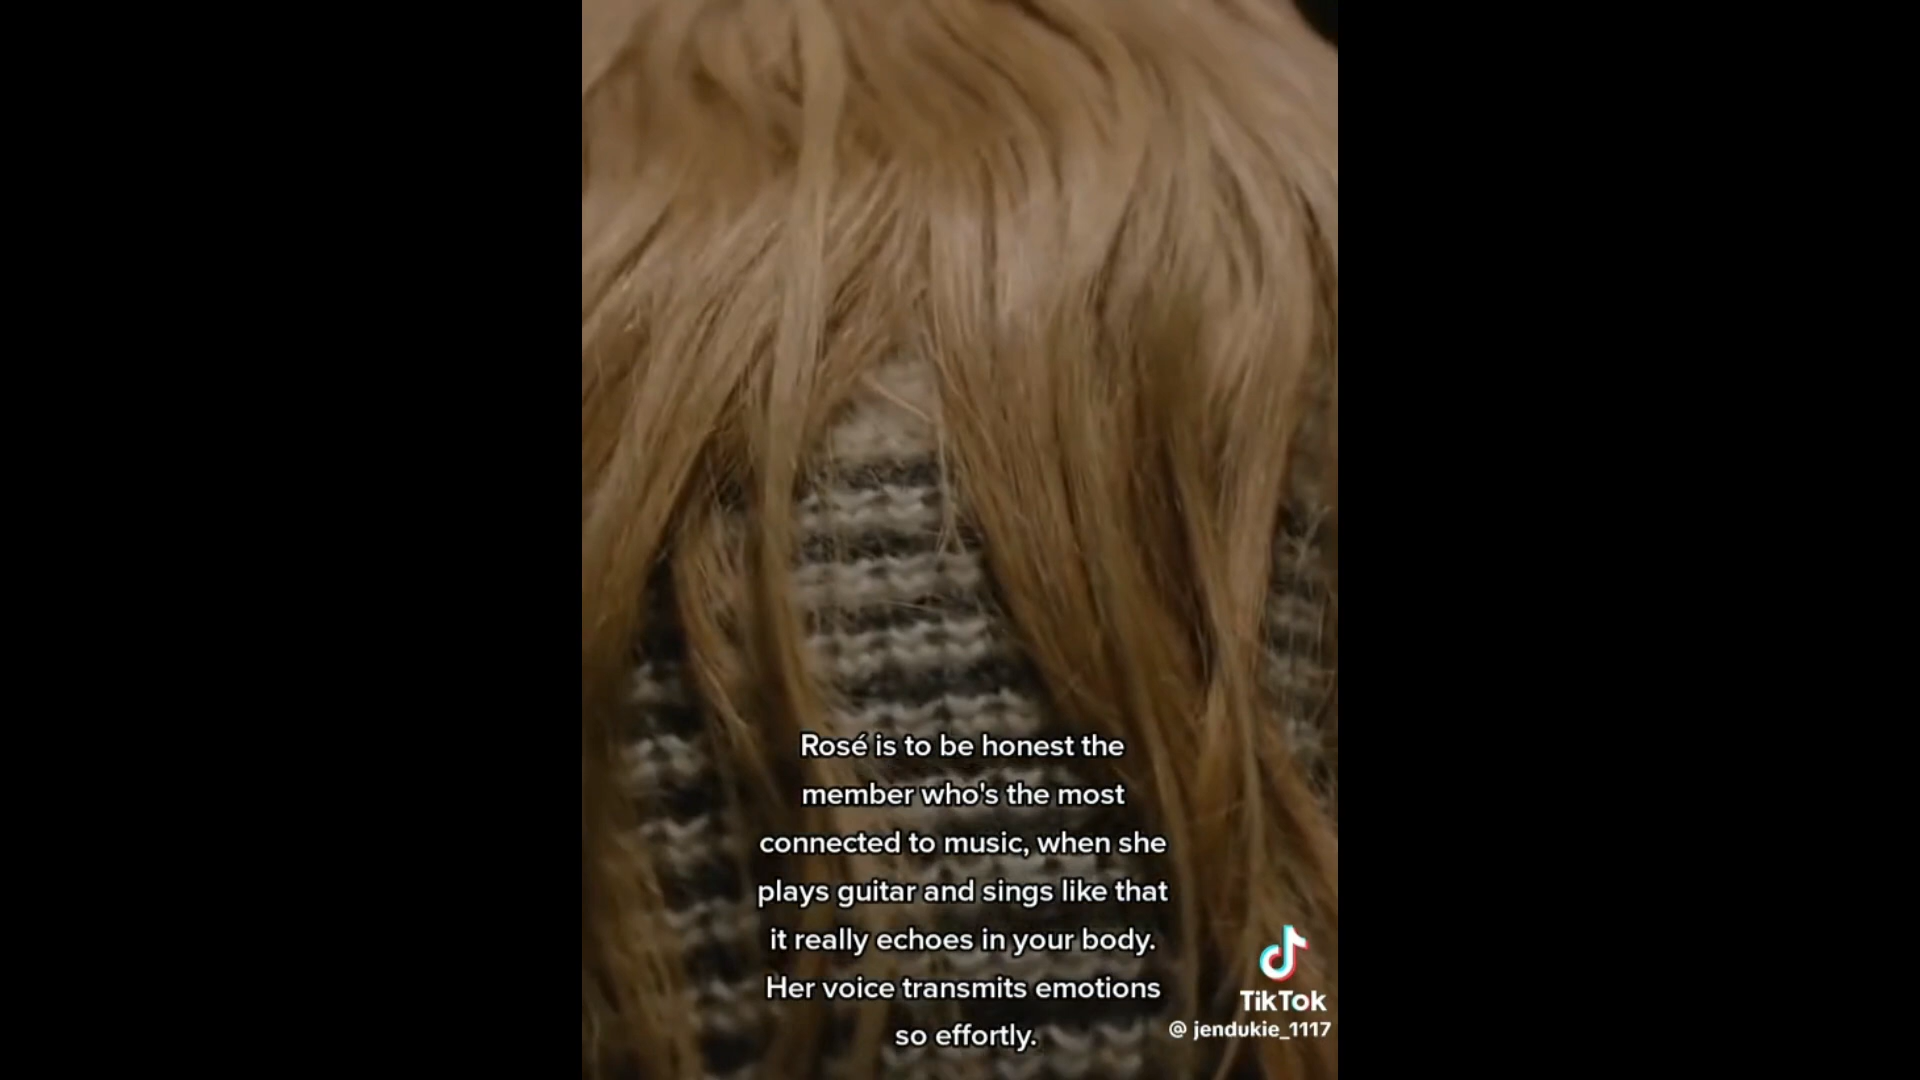 Rosé is to be honest the
member who's the most
connected to music, when she
plays guitar and sings like that
it really echoes in your body.
Her voice transmits emotions
so effortly.
TikTok
@ jendukie_1117